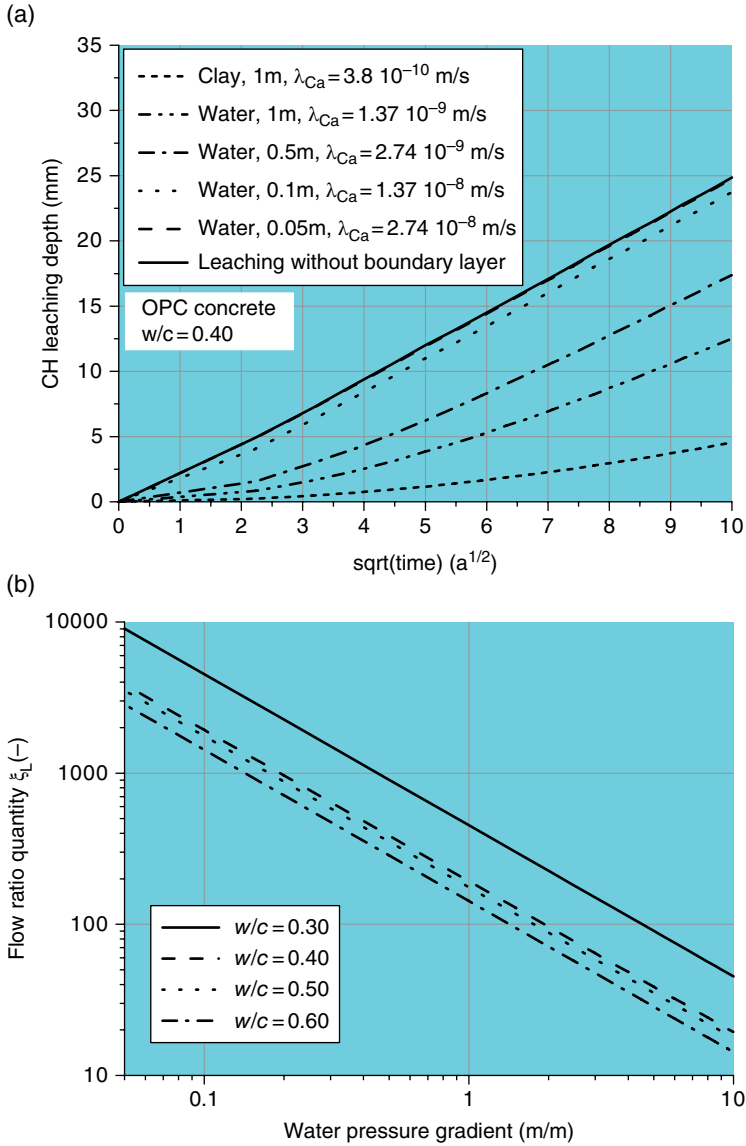 (a)
35
30
25
20
15
10
5
0
CH leaching depth (mm)
Clay, 1m, λCa = 3.8 10⁻¹⁰ m/s
Water, 1m, λCa = 1.37 10⁻⁹ m/s
Water, 0.5m, λCa = 2.74 10⁻⁹ m/s
Water, 0.1m, λCa = 1.37 10⁻⁸ m/s
Water, 0.05m, λCa = 2.74 10⁻⁸ m/s
Leaching without boundary layer
OPC concrete
w/c = 0.40
0 1 2 3 4 5 6 7 8 9 10
sqrt(time) (a¹ᐟ²)
(b)
10000
1000
100
10
Flow ratio quantity ξL(–)
w/c = 0.30
w/c = 0.40
w/c = 0.50
w/c = 0.60
0.1 1 10
Water pressure gradient (m/m)